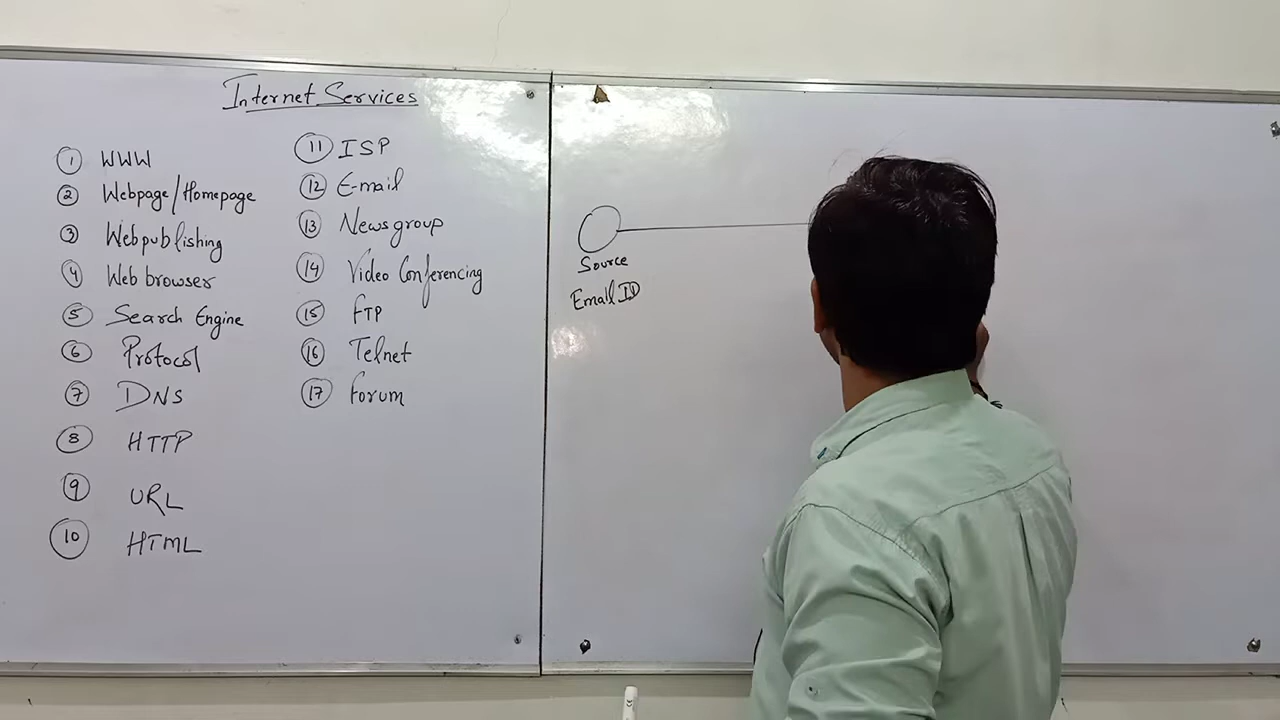 Internet Services
1 WWW
2 Webpage/Homepage
3 Webpublishing
4 Web browser
5 Search Engine
6 Protocol
7 DNS
8 HTTP
9 URL
10 HTML
11 ISP
12 E-mail
13 Newsgroup
14 Video Conferencing
15 FTP
16 Telnet
17 Forum
Source
Email ID